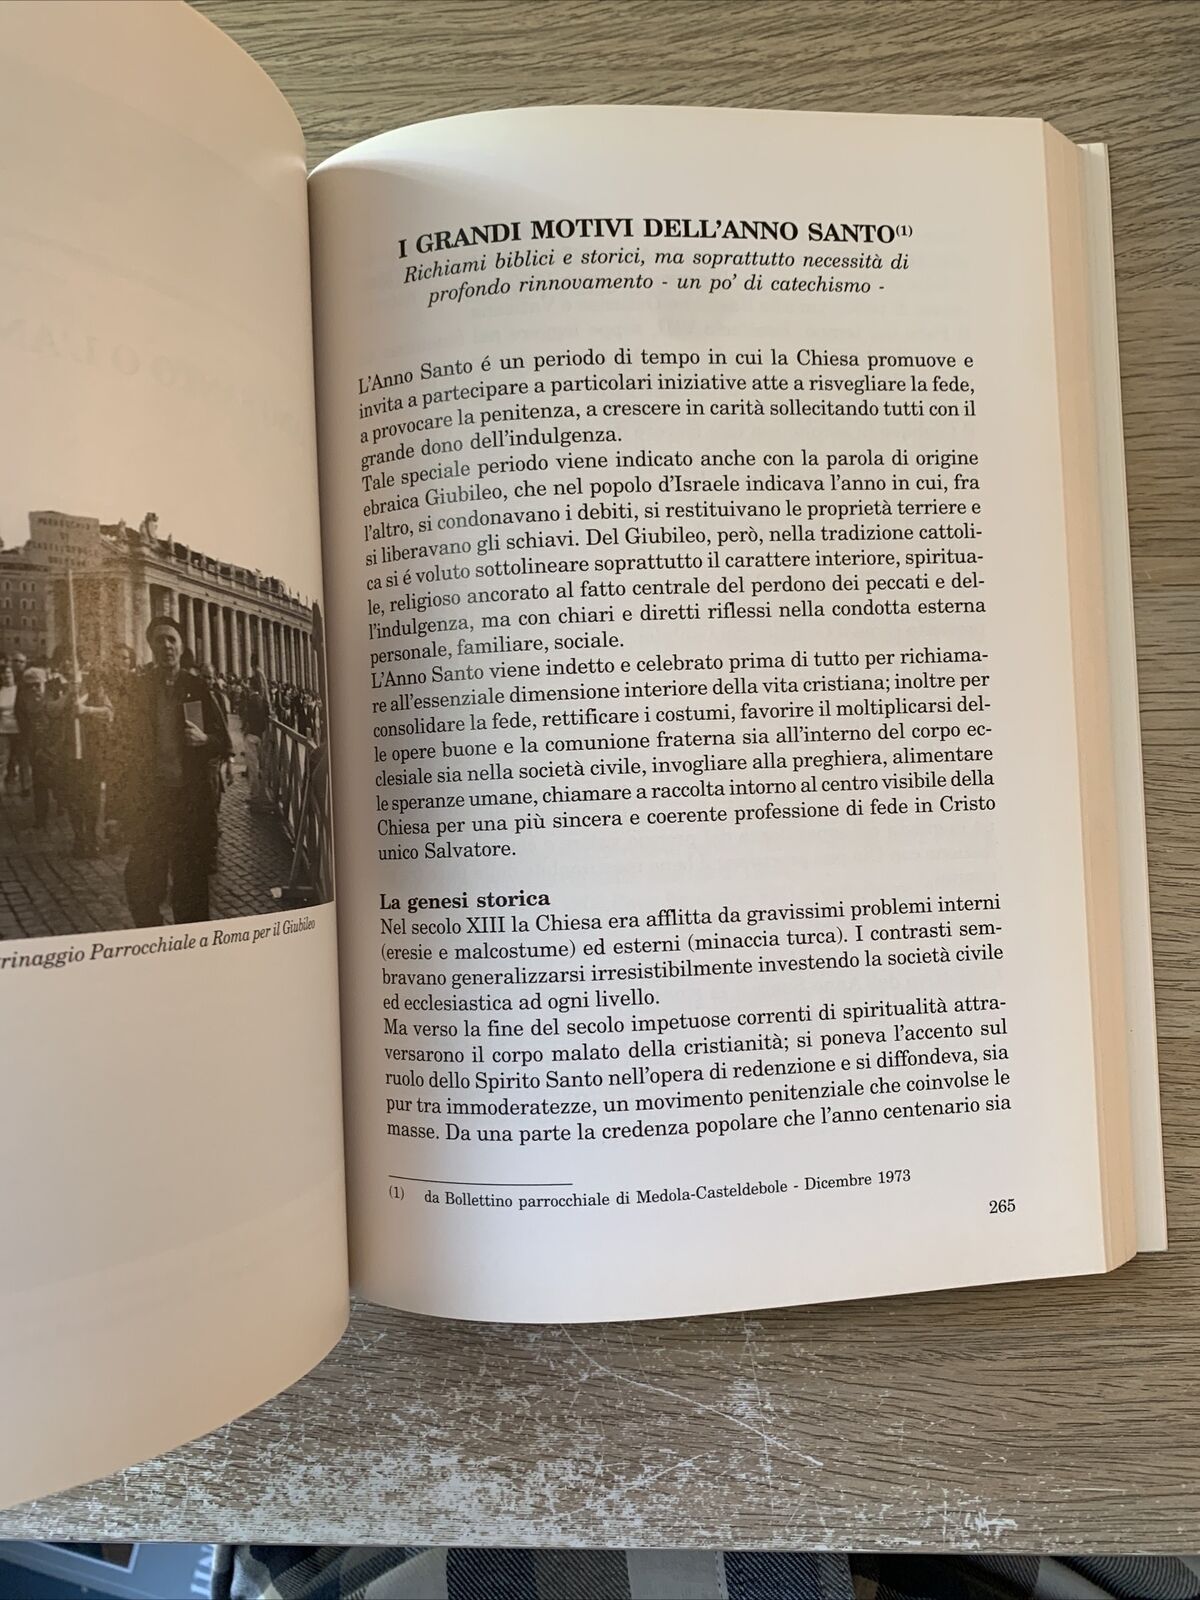 rinaggio Parrocchiale a Roma per il Giubileo
I GRANDI MOTIVI DELL'ANNO SANTO(1)
Richiami biblici e storici, ma soprattutto necessità di
profondo rinnovamento - un po' di catechismo -
L'Anno Santo é un periodo di tempo in cui la Chiesa promuove e
invita a partecipare a particolari iniziative atte a risvegliare la fede,
a provocare la penitenza, a crescere in carità sollecitando tutti con il
grande dono dell'indulgenza.
Tale speciale periodo viene indicato anche con la parola di origine
ebraica Giubileo, che nel popolo d'Israele indicava l'anno in cui, fra
l'altro, si condonavano i debiti, si restituivano le proprietà terriere e
si liberavano gli schiavi. Del Giubileo, però, nella tradizione cattoli-
ca si é voluto sottolineare soprattutto il carattere interiore, spiritua-
le, religioso ancorato al fatto centrale del perdono dei peccati e del-
l'indulgenza, ma con chiari e diretti riflessi nella condotta esterna
personale, familiare, sociale.
L'Anno Santo viene indetto e celebrato prima di tutto per richiama-
re all'essenziale dimensione interiore della vita cristiana; inoltre per
consolidare la fede, rettificare i costumi, favorire il moltiplicarsi del-
le opere buone e la comunione fraterna sia all'interno del corpo ec-
clesiale sia nella società civile, invogliare alla preghiera, alimentare
le speranze umane, chiamare a raccolta intorno al centro visibile della
Chiesa per una più sincera e coerente professione di fede in Cristo
unico Salvatore.
La genesi storica
Nel secolo XIII la Chiesa era afflitta da gravissimi problemi interni
(eresie e malcostume) ed esterni (minaccia turca). I contrasti sem-
bravano generalizzarsi irresistibilmente investendo la società civile
ed ecclesiastica ad ogni livello.
Ma verso la fine del secolo impetuose correnti di spiritualità attra-
versarono il corpo malato della cristianità; si poneva l'accento sul
ruolo dello Spirito Santo nell'opera di redenzione e si diffondeva, sia
pur tra immoderatezze, un movimento penitenziale che coinvolse le
masse. Da una parte la credenza popolare che l'anno centenario sia
(1) da Bollettino parrocchiale di Medola-Casteldebole - Dicembre 1973
265